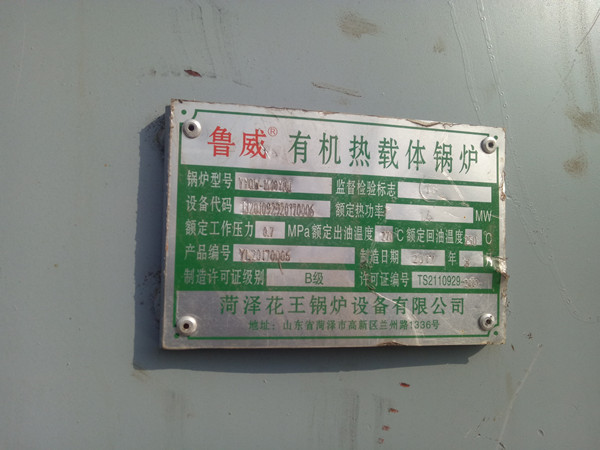 鲁威® 有机热载体锅炉
锅炉型号 监督检验标志
设备代码 额定热功率 MW
额定工作压力 0.7 MPa 额定出油温度 ℃ 额定回油温度 ℃
产品编号 YL20170065 制造日期 年
制造许可证级别 B级 许可证编号 TS2110929-
菏泽花王锅炉设备有限公司
地址：山东省菏泽市高新区兰州路1336号